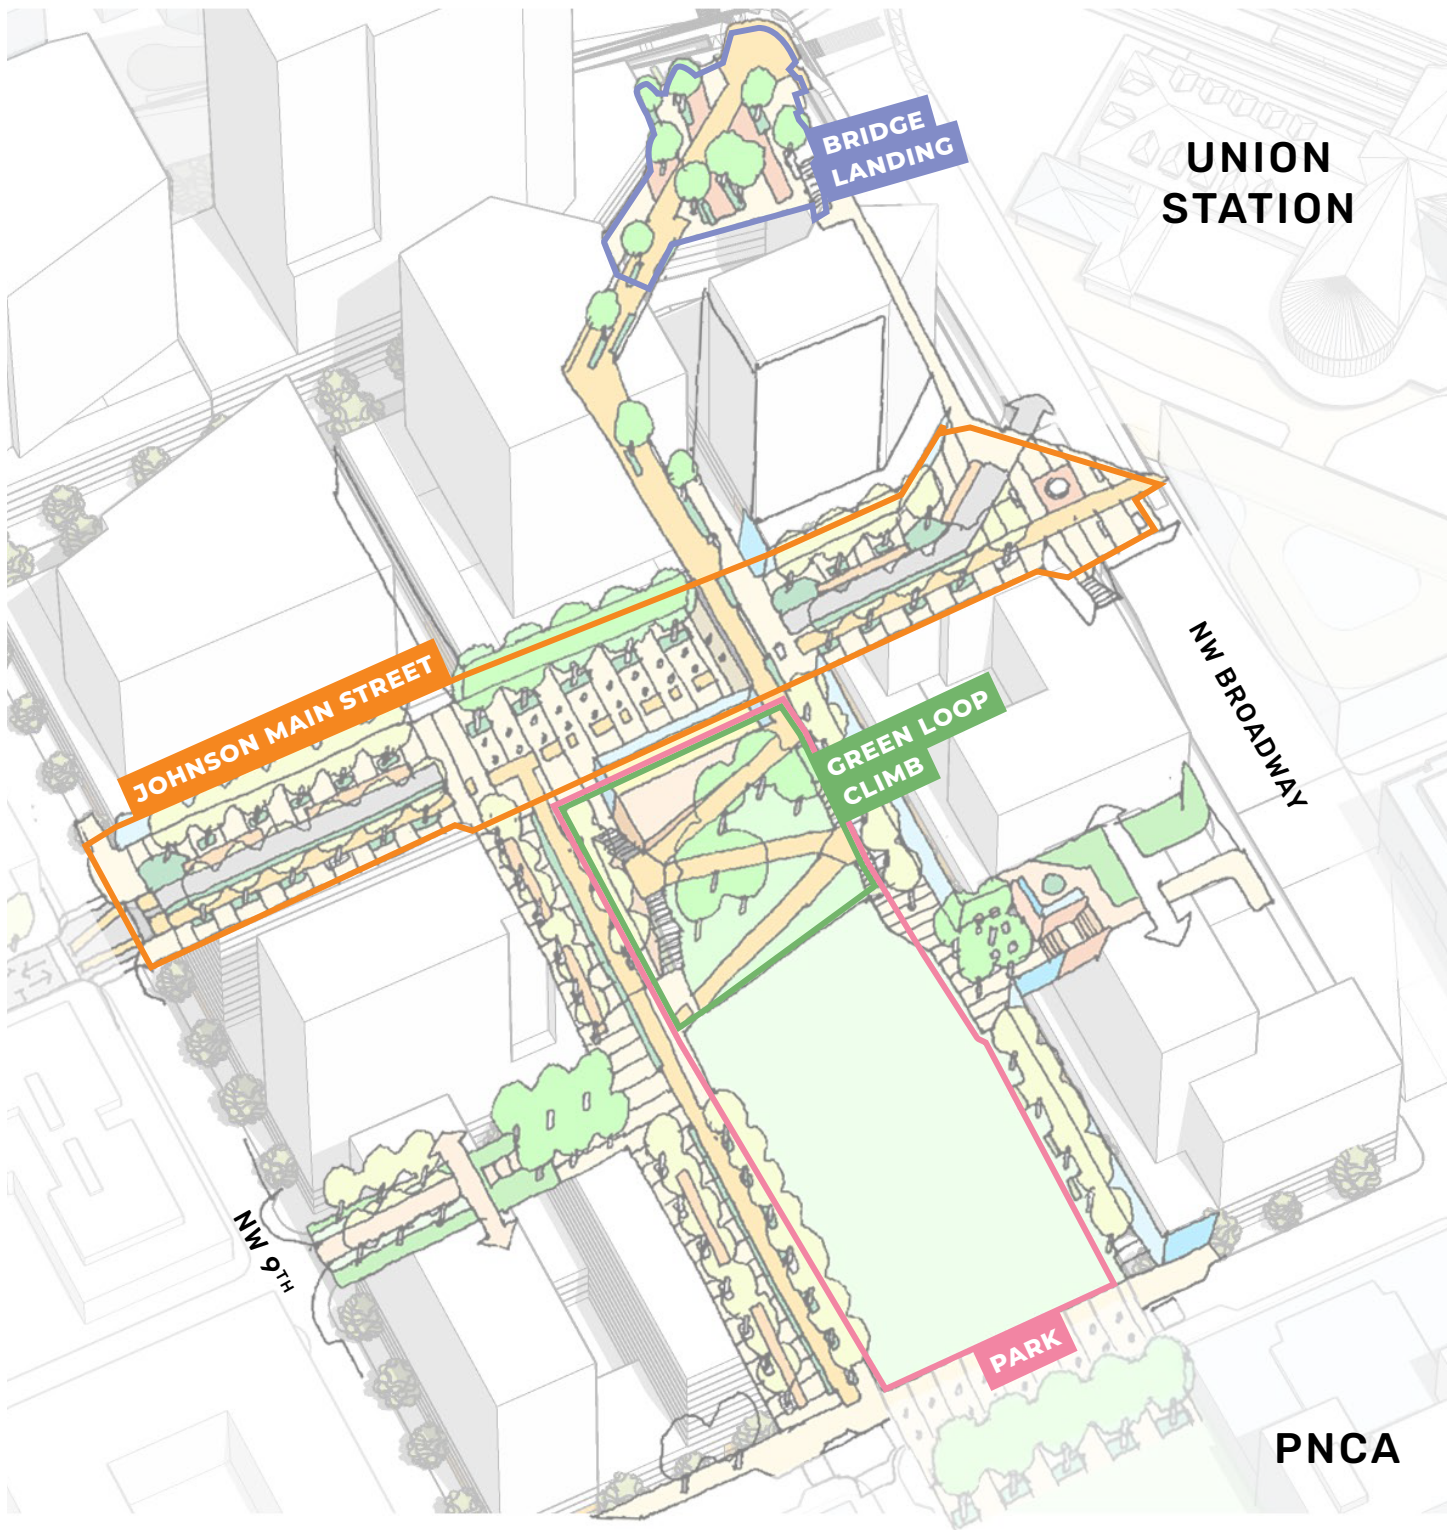 BRIDGE
LANDING
UNION
STATION
JOHNSON MAIN STREET
GREEN LOOP
CLIMB
NW BROADWAY
NW 9TH
PARK
PNCA